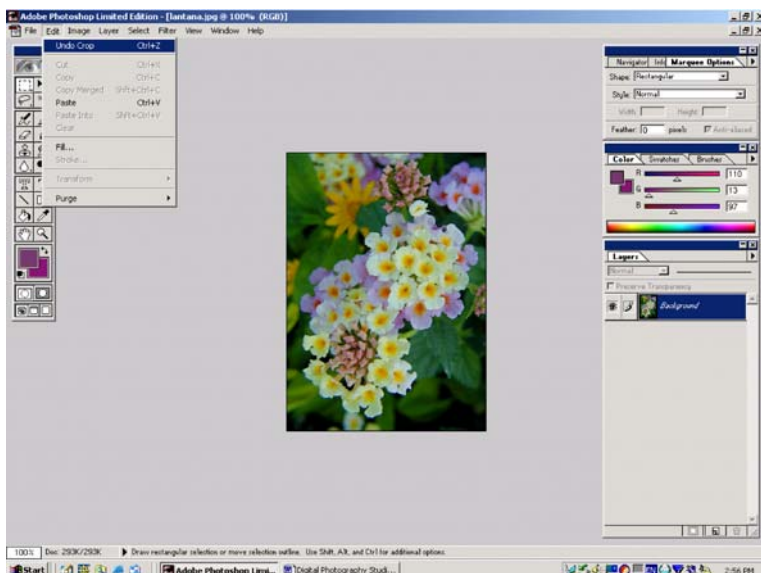 Adobe Photoshop Limited Edition - [lantana.jpg @ 100% (RGB)]
File Edit Image Layer Select Filter View Window Help
Undo Crop Ctrl+Z
Cut Ctrl+X
Copy Ctrl+C
Copy Merged Shft+Ctrl+C
Paste Ctrl+V
Paste Into Shft+Ctrl+V
Clear
Fill...
Stroke...
Transform
Purge
Navigator Info Marquee Options
Shape: Rectangular
Style: Normal
Width: Height:
Feather: 0 pixels Anti-aliased
Color Swatches Brushes
R 110
G 13
B 97
Layers
Normal
Preserve Transparency
Background
100% Doc: 293K/293K Draw rectangular selection or move selection outline. Use Shift, Alt, and Ctrl for additional options.
Start Adobe Photoshop Limi... Digital Photography Studi... 2:56 PM